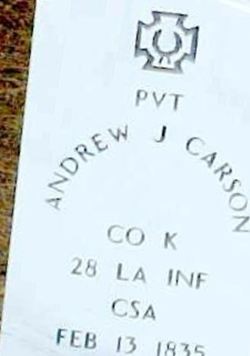 PVT
ANDREW J CARSON
CO K
28 LA INF
CSA
FEB 13 1835